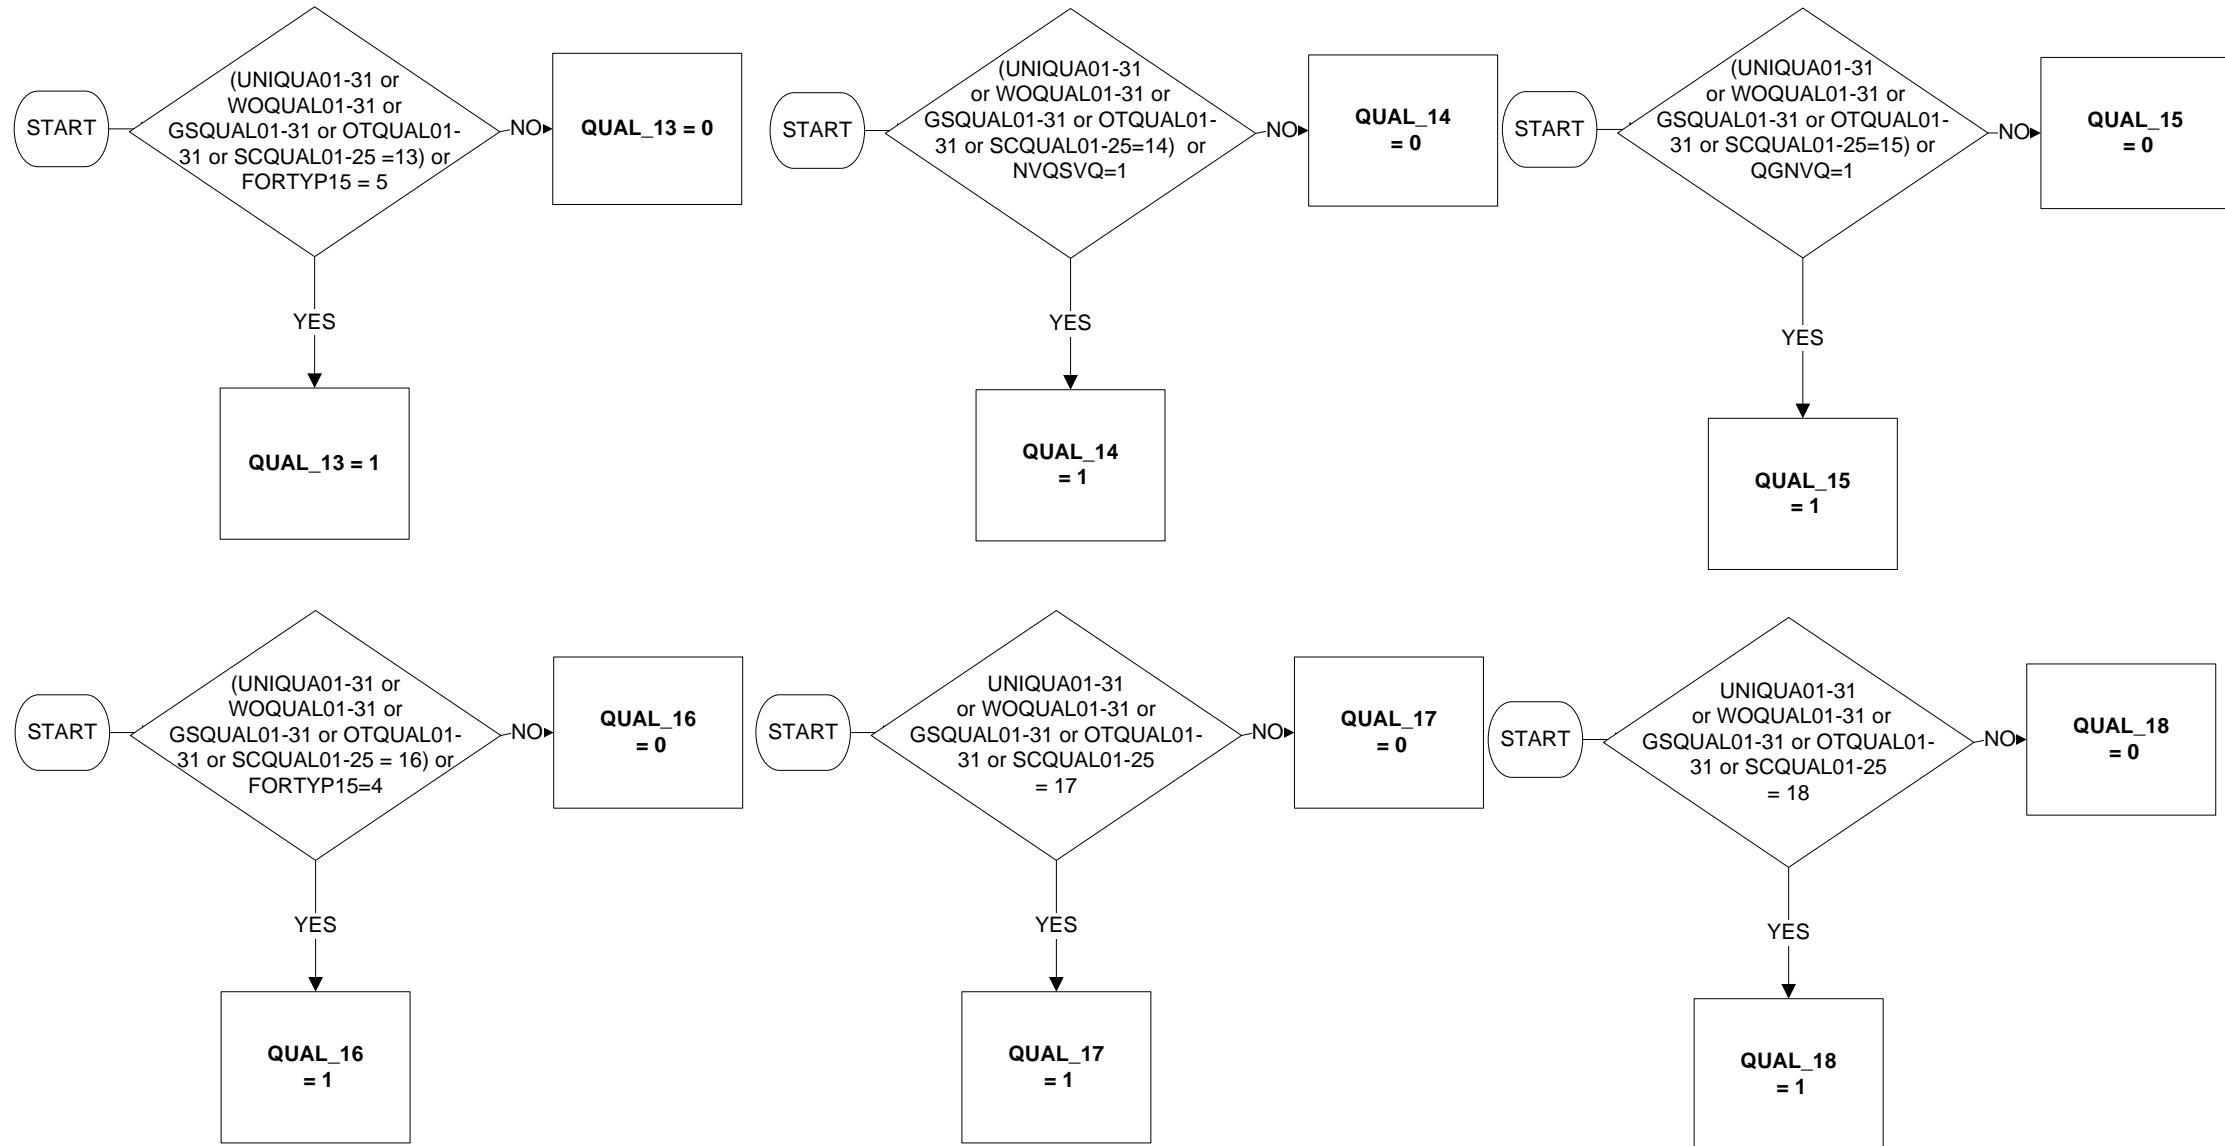 START
(UNIQUA01-31 or
WOQUAL01-31 or
GSQUAL01-31 or OTQUAL01-
31 or SCQUAL01-25 =13) or
FORTYP15 = 5
NO
QUAL_13 = 0
YES
QUAL_13 = 1
START
(UNIQUA01-31
or WOQUAL01-31 or
GSQUAL01-31 or OTQUAL01-
31 or SCQUAL01-25=14)  or
NVQSVQ=1
NO
QUAL_14
= 0
YES
QUAL_14
= 1
START
(UNIQUA01-31
or WOQUAL01-31 or
GSQUAL01-31 or OTQUAL01-
31 or SCQUAL01-25=15) or
QGNVQ=1
NO
QUAL_15
= 0
YES
QUAL_15
= 1
START
(UNIQUA01-31 or
WOQUAL01-31 or
GSQUAL01-31 or OTQUAL01-
31 or SCQUAL01-25 = 16) or
FORTYP15=4
NO
QUAL_16
= 0
YES
QUAL_16
= 1
START
UNIQUA01-31
or WOQUAL01-31 or
GSQUAL01-31 or OTQUAL01-
31 or SCQUAL01-25
= 17
NO
QUAL_17
= 0
YES
QUAL_17
= 1
START
UNIQUA01-31
or WOQUAL01-31 or
GSQUAL01-31 or OTQUAL01-
31 or SCQUAL01-25
= 18
NO
QUAL_18
= 0
YES
QUAL_18
= 1